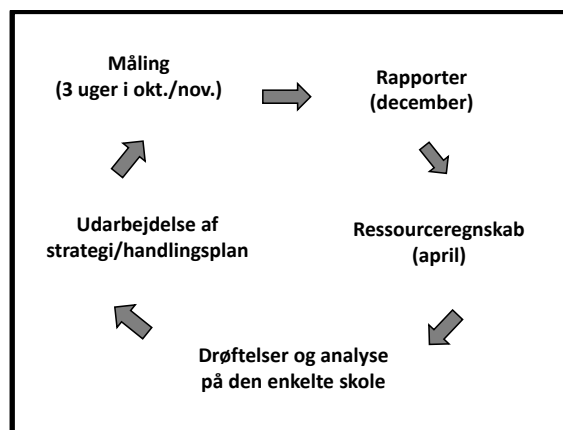 Måling
(3 uger i okt./nov.)
Rapporter
(december)
Ressourceregnskab
(april)
Drøftelser og analyse
på den enkelte skole
Udarbejdelse af
strategi/handlingsplan